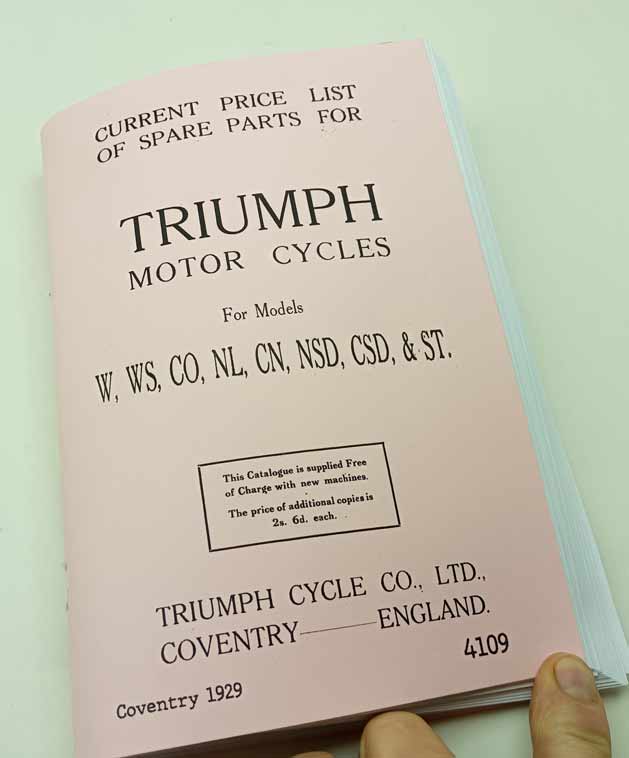 CURRENT PRICE LIST
OF SPARE PARTS FOR
TRIUMPH
MOTOR CYCLES
For Models
W, WS, CO, NL, CN, NSD, CSD, & ST.
This Catalogue is supplied Free
of Charge with new machines.
The price of additional copies is
2s. 6d. each.
TRIUMPH CYCLE CO., LTD.,
COVENTRY——ENGLAND.
4109
Coventry 1929